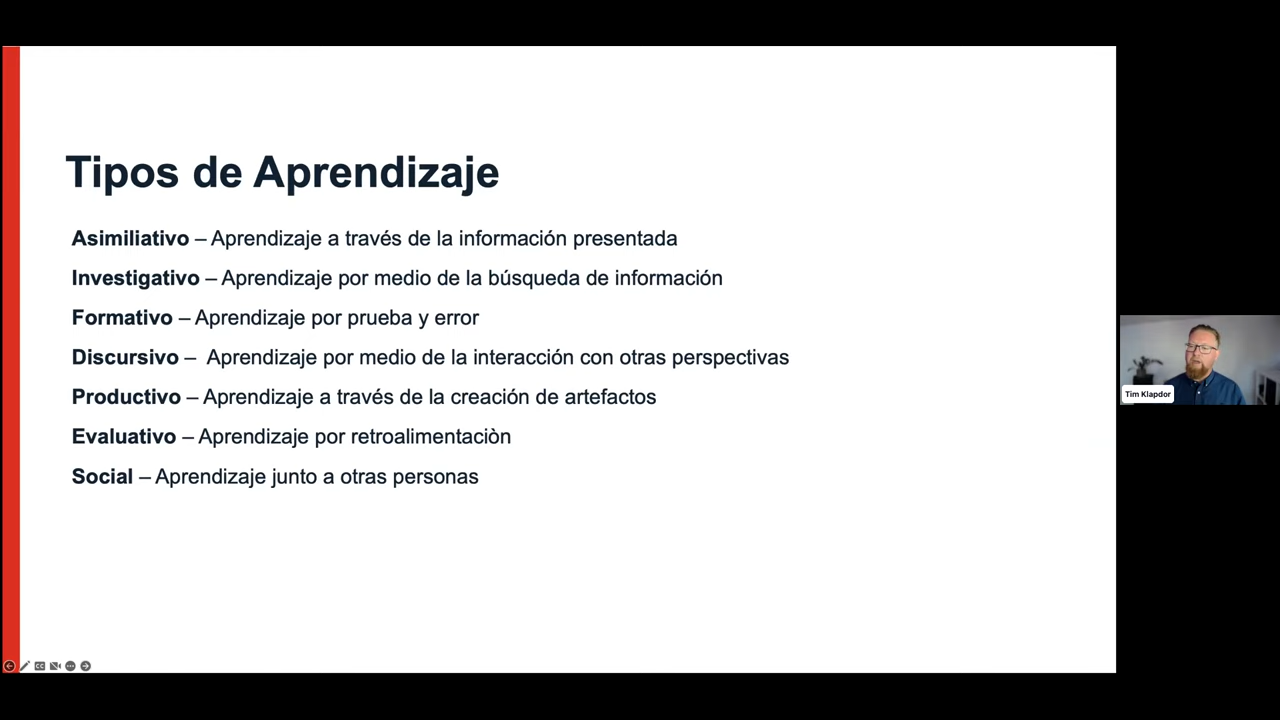 Tipos de Aprendizaje
Asimiliativo – Aprendizaje a través de la información presentada
Investigativo – Aprendizaje por medio de la búsqueda de información
Formativo – Aprendizaje por prueba y error
Discursivo –  Aprendizaje por medio de la interacción con otras perspectivas
Productivo – Aprendizaje a través de la creación de artefactos
Evaluativo – Aprendizaje por retroalimentaciòn
Social – Aprendizaje junto a otras personas
Tim Klapdor